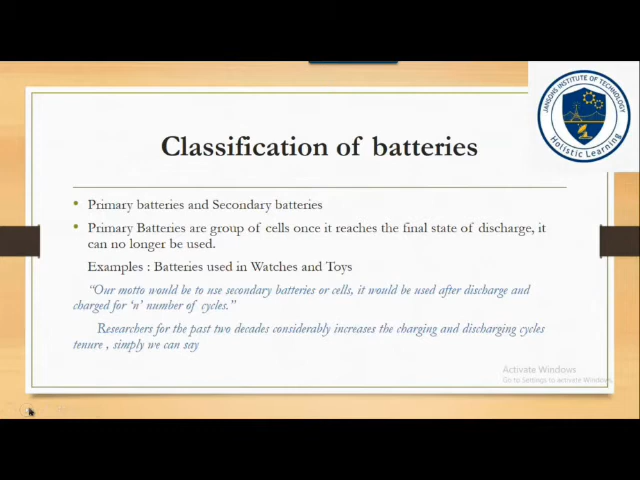 JANSONS INSTITUTE OF TECHNOLOGY
Holistic Learning
Classification of batteries
• Primary batteries and Secondary batteries
• Primary Batteries are group of cells once it reaches the final state of discharge, it
can no longer be used.
Examples : Batteries used in Watches and Toys
“Our motto would be to use secondary batteries or cells, it would be used after discharge and
charged for ‘n’ number of cycles.”
Researchers for the past two decades considerably increases the charging and discharging cycles
tenure , simply we can say
Activate Windows
Go to Settings to activate Windows.